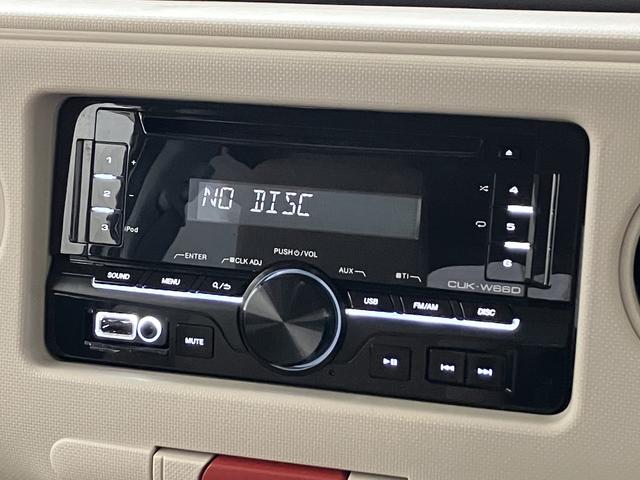 NO DISC
1
+
2
-
3
iPod
4
5
6
ENTER
CLK ADJ
PUSH⏻/VOL
AUX
TI
CUK-W66D
SOUND
MENU
USB
FM/AM
DISC
MUTE